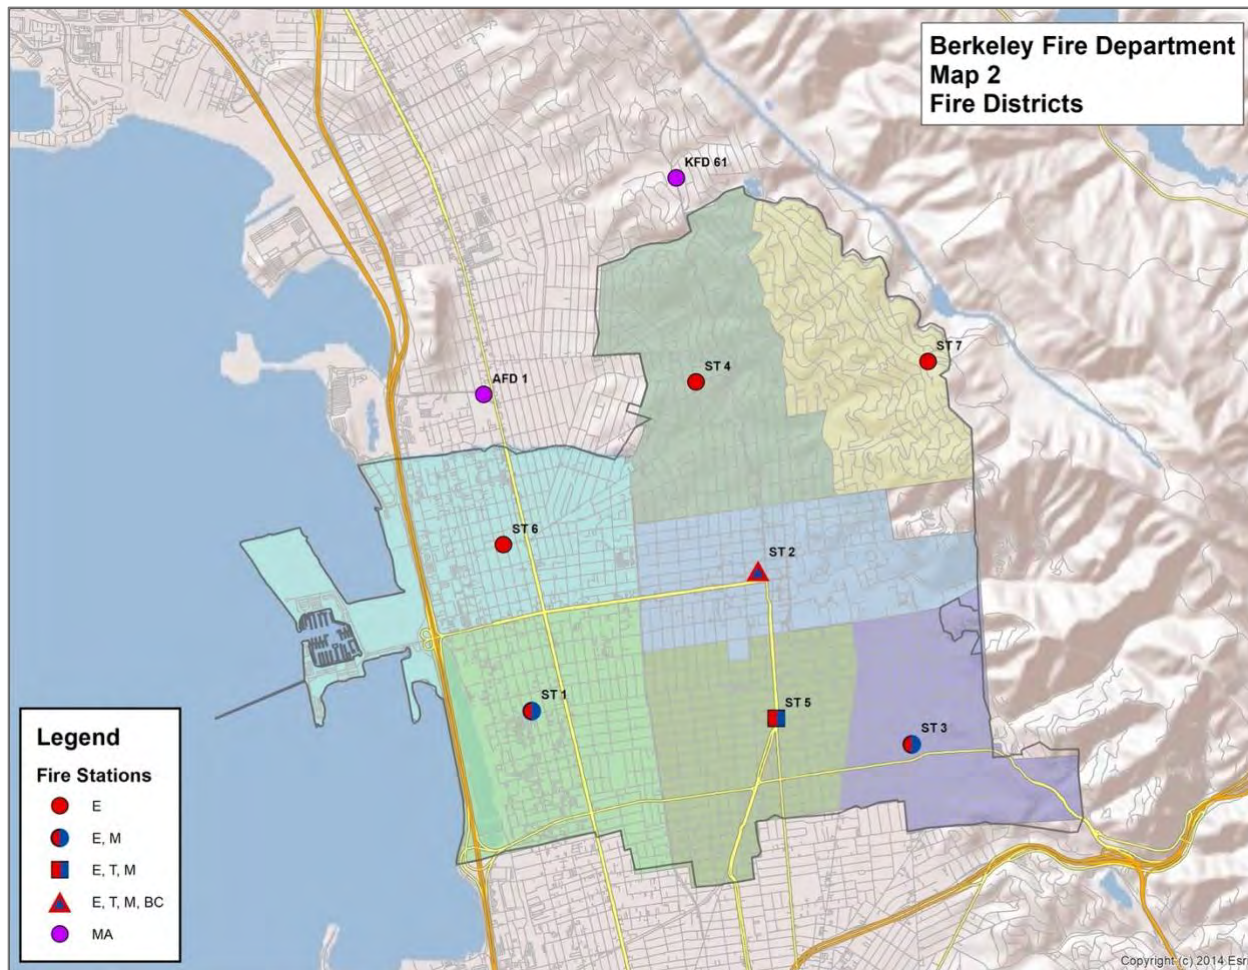 Berkeley Fire Department
Map 2
Fire Districts
KFD 61
ST 7
ST 4
AFD 1
ST 6
ST 2
ST 1
ST 5
ST 3
Legend
Fire Stations
E
E, M
E, T, M
E, T, M, BC
MA
Copyright (c) 2014 Esri